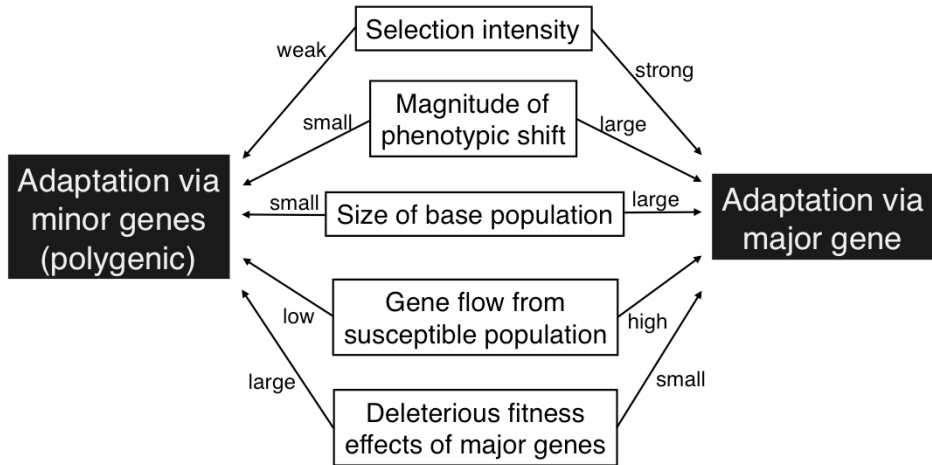 Selection intensity
weak
strong
Magnitude of
phenotypic shift
small
large
Adaptation via
minor genes
(polygenic)
small
Size of base population
large
Adaptation via
major gene
Gene flow from
susceptible population
low
high
large
small
Deleterious fitness
effects of major genes